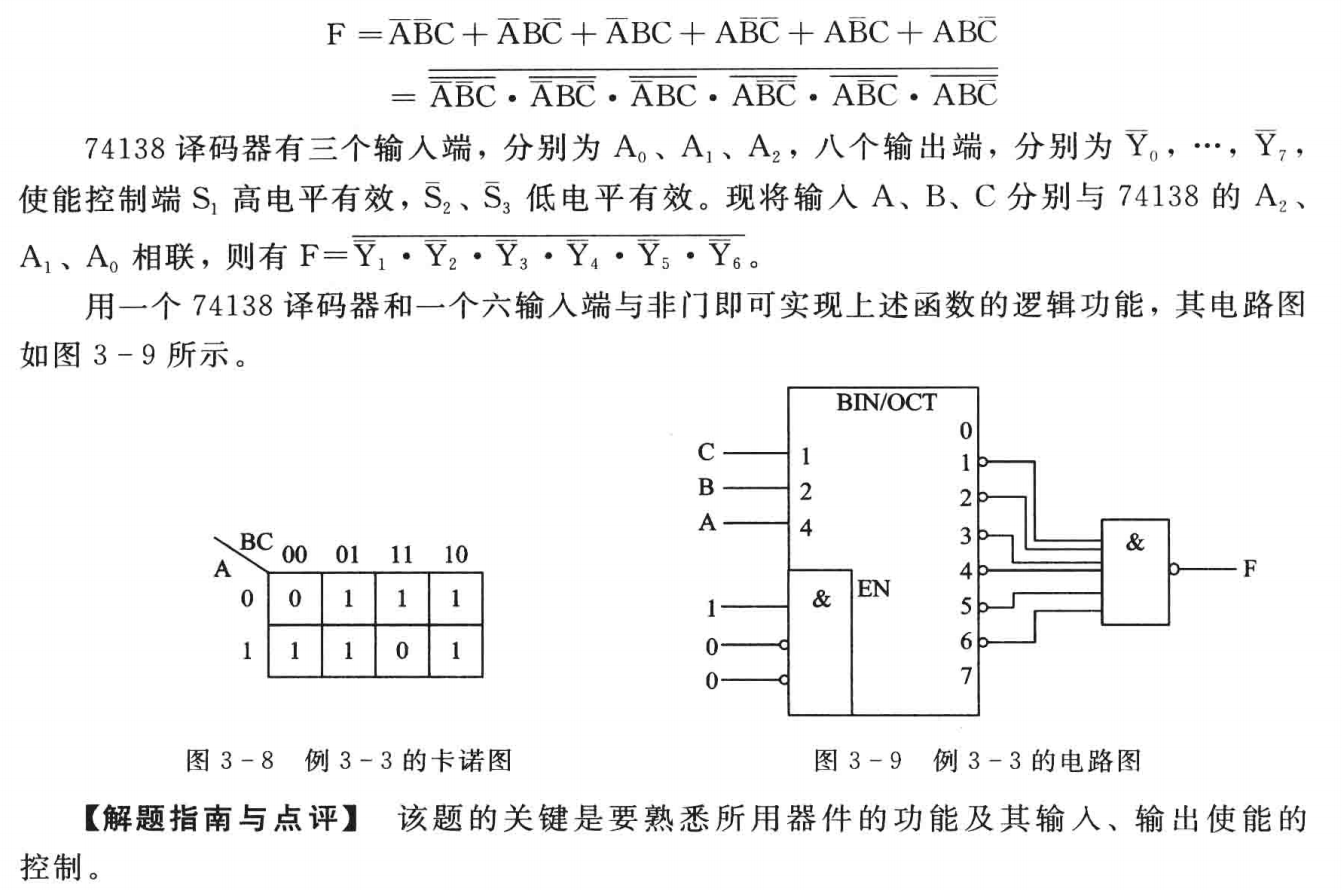 F = A̅B̅C + A̅BC̅ + A̅BC + AB̅C̅ + AB̅C + ABC̅
= \overline{\overline{A̅B̅C} · \overline{A̅BC̅} · \overline{A̅BC} · \overline{AB̅C̅} · \overline{AB̅C} · \overline{ABC̅}}
74138 译码器有三个输入端，分别为 A₀、A₁、A₂，八个输出端，分别为 Y̅₀，…，Y̅₇，
使能控制端 S₁ 高电平有效，S̅₂、S̅₃ 低电平有效。现将输入 A、B、C 分别与 74138 的 A₂、
A₁、A₀ 相联，则有 F=\overline{Y̅₁ · Y̅₂ · Y̅₃ · Y̅₄ · Y̅₅ · Y̅₆}。
用一个 74138 译码器和一个六输入端与非门即可实现上述函数的逻辑功能，其电路图
如图 3-9 所示。
BC 00 01 11 10
A
0 0 1 1 1
1 1 1 0 1
图 3-8 例 3-3 的卡诺图
BIN/OCT
0
C 1 1
B 2 2
A 4 3
& F
4
1 & EN 5
0 6
0 7
图 3-9 例 3-3 的电路图
【解题指南与点评】 该题的关键是要熟悉所用器件的功能及其输入、输出使能的
控制。